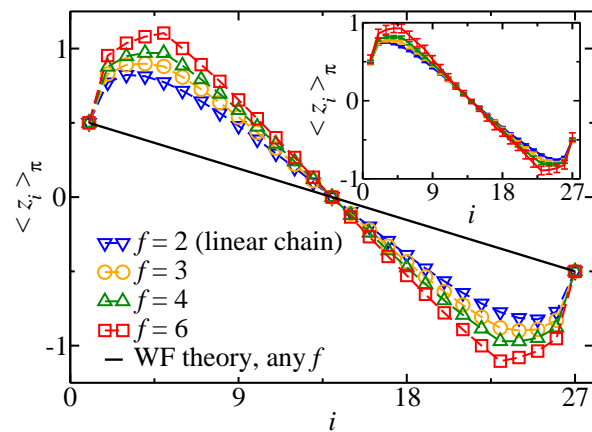 1
0
-1
0
9
18
27
i
< z_i >_π
f = 2 (linear chain)
f = 3
f = 4
f = 6
WF theory, any f
1
0
-1
0
9
18
27
i
< z_i >_π